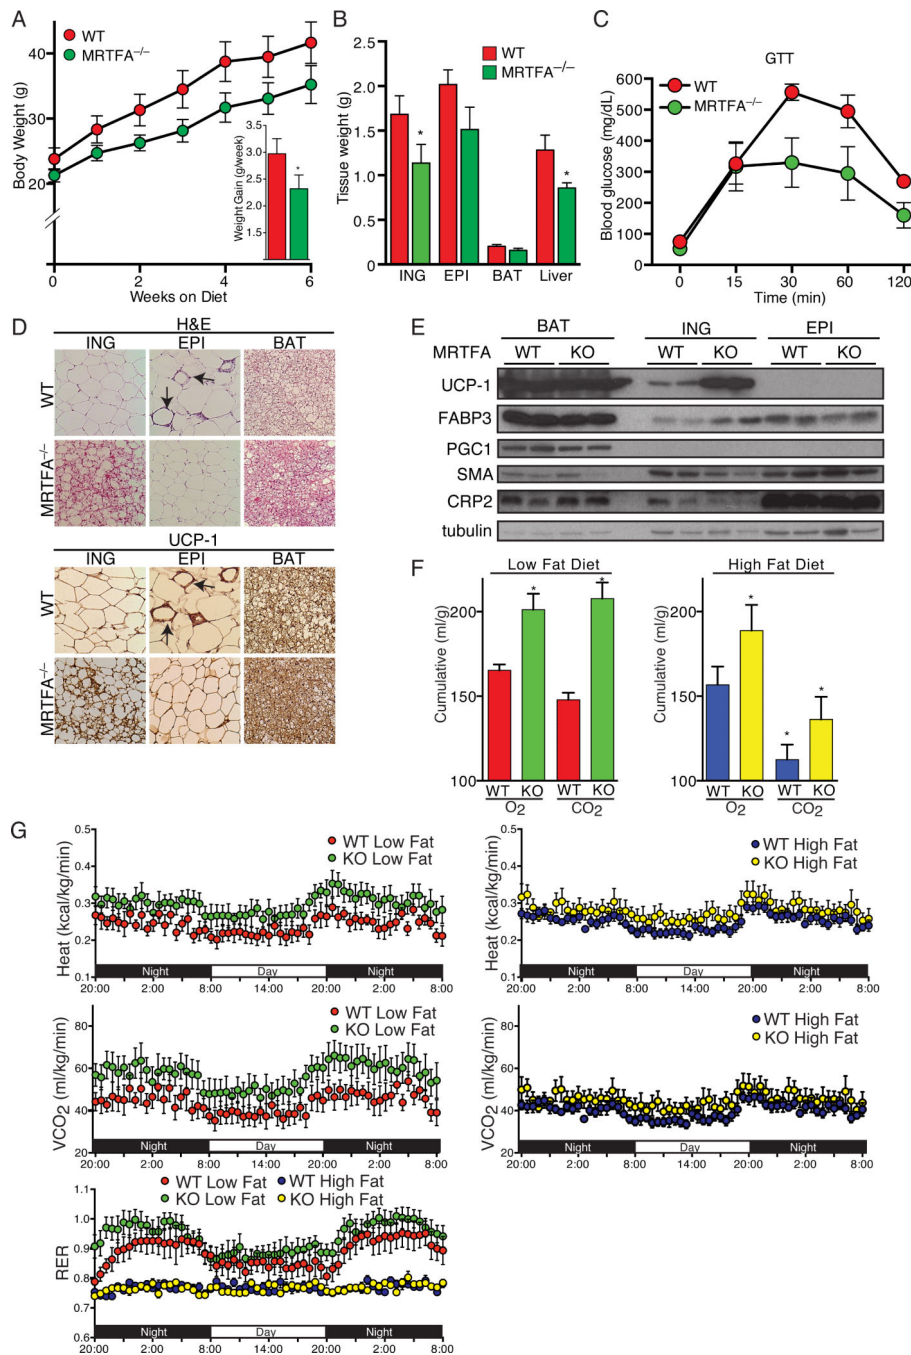 A
WT
MRTFA–/–
Body Weight (g)
40
30
20
0 2 4 6
Weeks on Diet
Weight Gain (g/week)
3.5
3.0
2.5
2.0
1.5
*
B
WT
MRTFA–/–
Tissue weight (g)
2.5
2.0
1.5
1.0
0.5
0
* *
ING EPI BAT Liver
C
GTT
WT
MRTFA–/–
Blood glucose (mg/dL)
600
500
400
300
200
100
0
0 15 30 60 120
Time (min)
D
H&E
ING EPI BAT
WT
MRTFA–/–
UCP-1
ING EPI BAT
WT
MRTFA–/–
E
BAT ING EPI
MRTFA WT KO WT KO WT KO
UCP-1
FABP3
PGC1
SMA
CRP2
tubulin
F
Low Fat Diet
Cumulative (ml/g)
200
150
100
* *
WT KO WT KO
O2 CO2
High Fat Diet
Cumulative (ml/g)
200
150
100
* * *
WT KO WT KO
O2 CO2
G
WT Low Fat
KO Low Fat
Heat (kcal/kg/min)
0.5
0.4
0.3
0.2
0.1
Night Day Night
20:00 2:00 8:00 14:00 20:00 2:00 8:00
WT High Fat
KO High Fat
Heat (kcal/kg/min)
0.5
0.4
0.3
0.2
0.1
Night Day Night
20:00 2:00 8:00 14:00 20:00 2:00 8:00
WT Low Fat
KO Low Fat
VCO2 (ml/kg/min)
80
60
40
20
Night Day Night
20:00 2:00 8:00 14:00 20:00 2:00 8:00
WT High Fat
KO High Fat
VCO2 (ml/kg/min)
80
60
40
20
Night Day Night
20:00 2:00 8:00 14:00 20:00 2:00 8:00
WT Low Fat WT High Fat
KO Low Fat KO High Fat
RER
1.1
1.0
0.9
0.8
0.7
0.6
Night Day Night
20:00 2:00 8:00 14:00 20:00 2:00 8:00